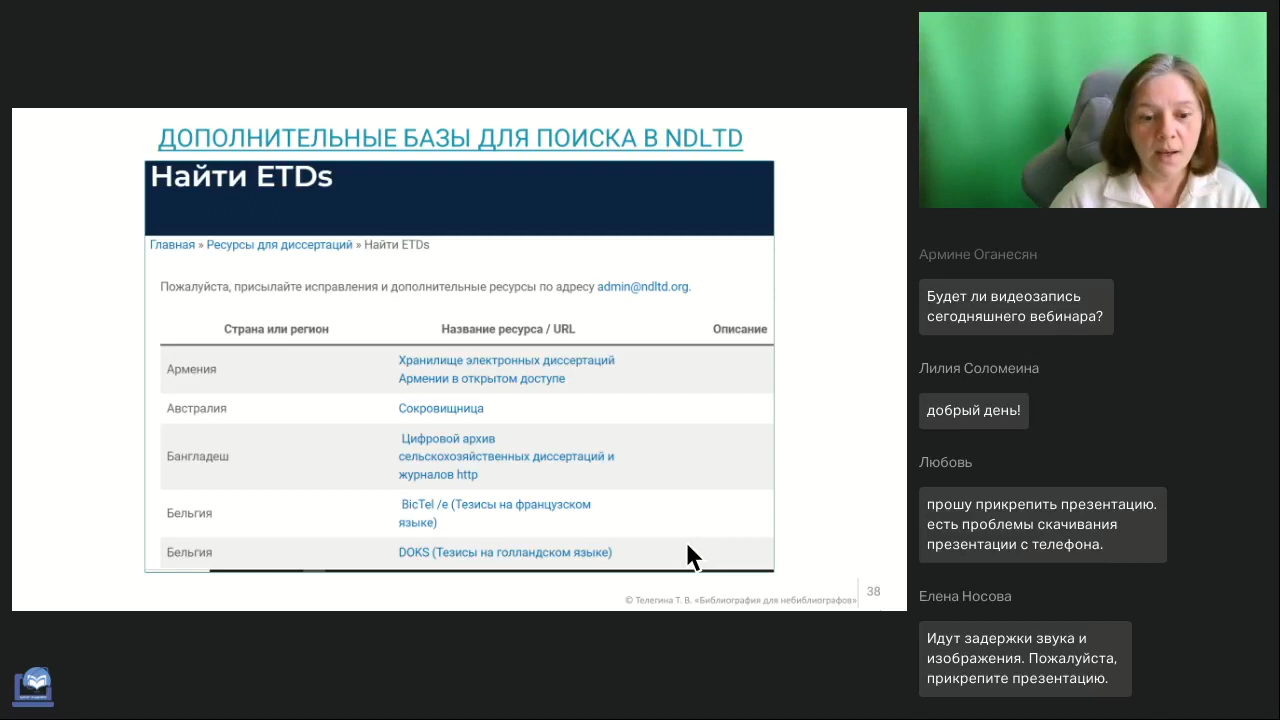 ДОПОЛНИТЕЛЬНЫЕ БАЗЫ ДЛЯ ПОИСКА В NDLTD
Найти ETDs
Главная » Ресурсы для диссертаций » Найти ETDs
Пожалуйста, присылайте исправления и дополнительные ресурсы по адресу admin@ndltd.org.
Страна или регион Название ресурса / URL Описание
Армения
Хранилище электронных диссертаций
Армении в открытом доступе
Австралия Сокровищница
Бангладеш
Цифровой архив
сельскохозяйственных диссертаций и
журналов http
Бельгия
BicTel /e (Тезисы на французском
языке)
Бельгия DOKS (Тезисы на голландском языке)
© Телегина Т. В. «Библиография для небиблиографов» 38
Армине Оганесян
Будет ли видеозапись
сегодняшнего вебинара?
Лилия Соломеина
добрый день!
Любовь
прошу прикрепить презентацию.
есть проблемы скачивания
презентации с телефона.
Елена Носова
Идут задержки звука и
изображения. Пожалуйста,
прикрепите презентацию.